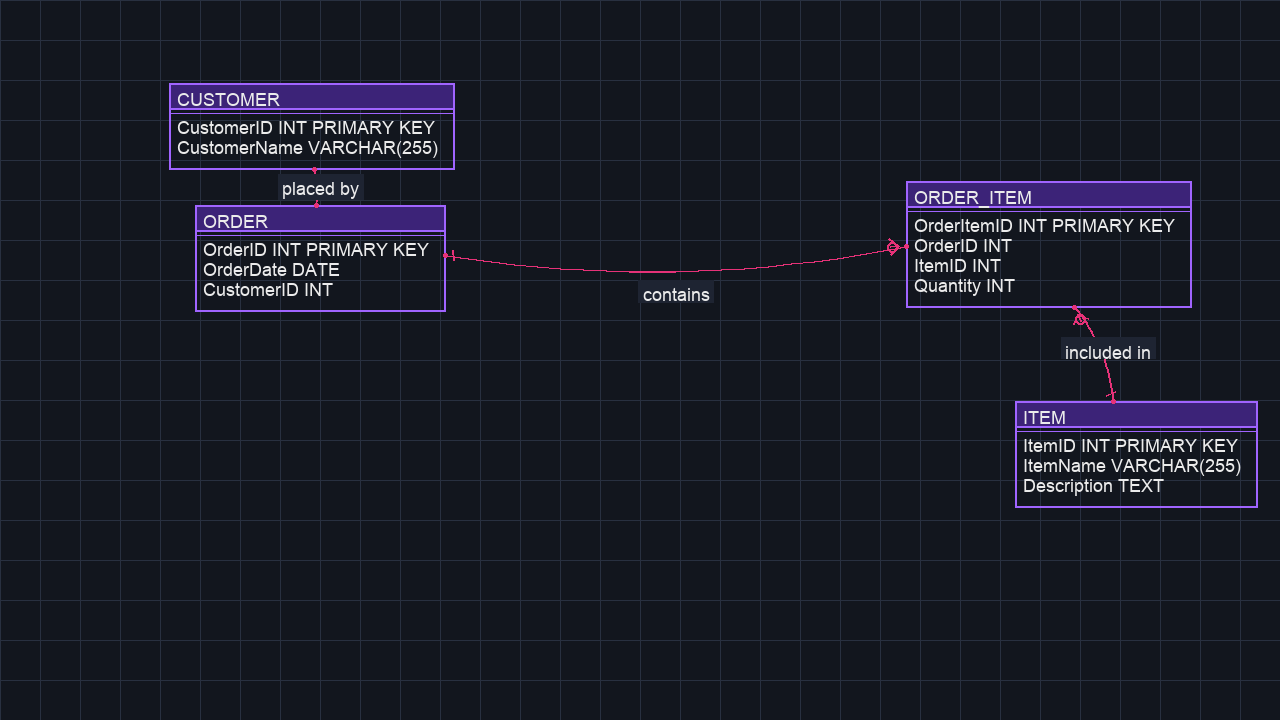 CUSTOMER
CustomerID INT PRIMARY KEY
CustomerName VARCHAR(255)
placed by
ORDER
OrderID INT PRIMARY KEY
OrderDate DATE
CustomerID INT
contains
ORDER_ITEM
OrderItemID INT PRIMARY KEY
OrderID INT
ItemID INT
Quantity INT
included in
ITEM
ItemID INT PRIMARY KEY
ItemName VARCHAR(255)
Description TEXT